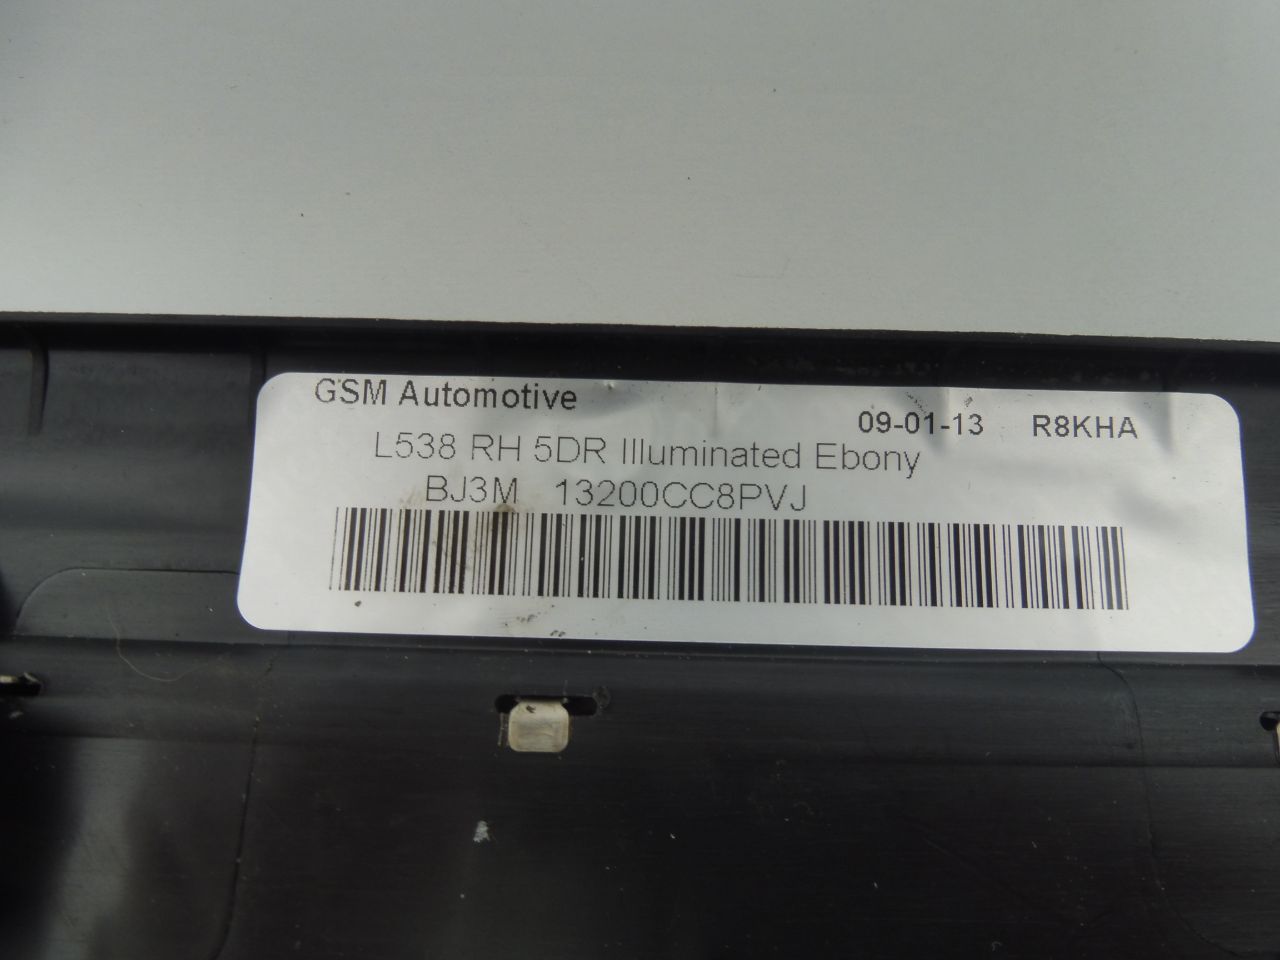 GSM Automotive
09-01-13 R8KHA
L538 RH 5DR Illuminated Ebony
BJ3M 13200CC8PVJ